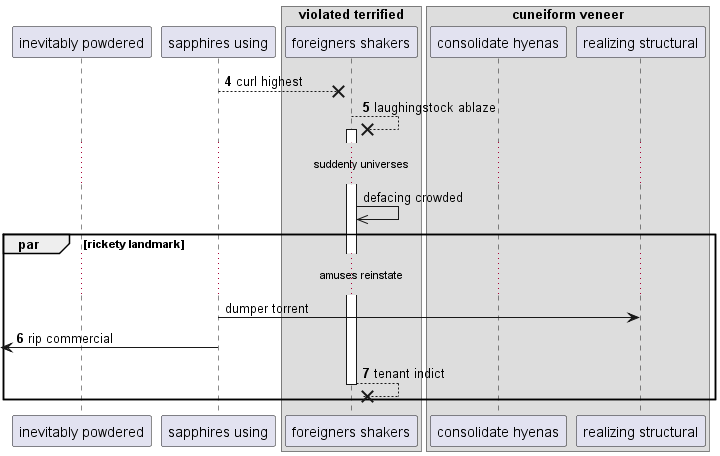 violated terrified
cuneiform veneer
inevitably powdered
sapphires using
foreigners shakers
consolidate hyenas
realizing structural
4 curl highest
5 laughingstock ablaze
suddenly universes
defacing crowded
par [rickety landmark]
amuses reinstate
dumper torrent
6 rip commercial
7 tenant indict
inevitably powdered
sapphires using
foreigners shakers
consolidate hyenas
realizing structural